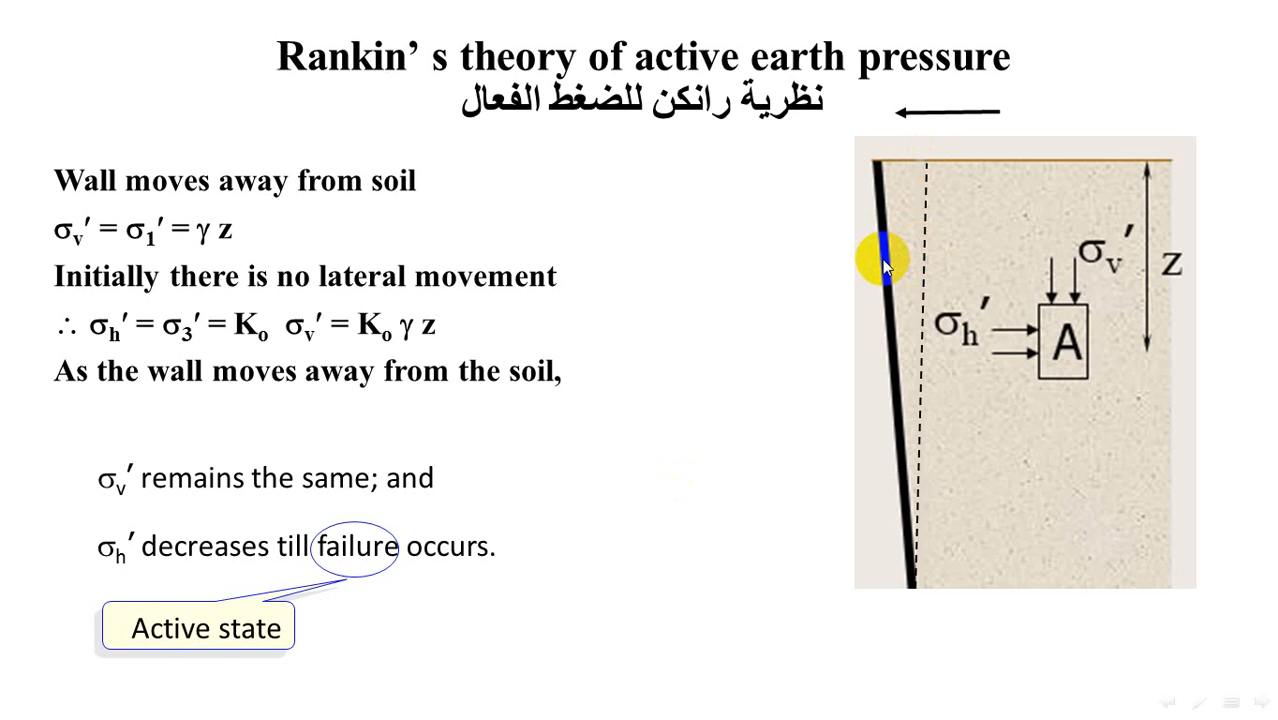 Rankin’ s theory of active earth pressure
نظرية رانكن للضغط الفعال
Wall moves away from soil
σv′ = σ1′ = γ z
Initially there is no lateral movement
∴ σh′ = σ3′ = Ko σv′ = Ko γ z
As the wall moves away from the soil,
σv′ remains the same; and
σh′ decreases till failure occurs.
Active state
σv′
z
σh′
A